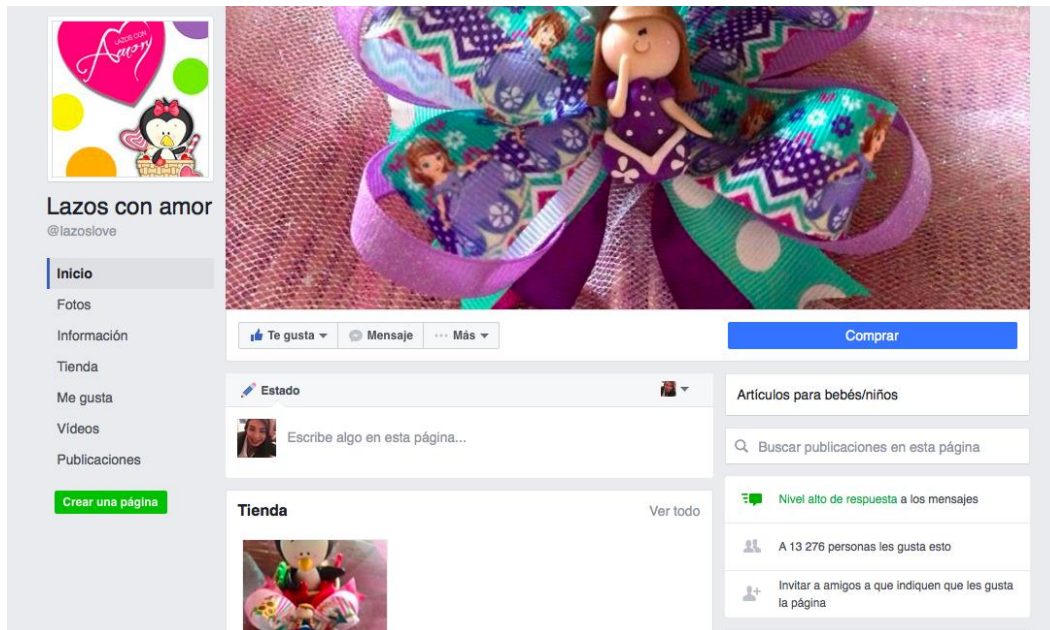 LAZOS CON
Amory
Lazos con amor
@lazoslove
Inicio
Fotos
Información
Tienda
Me gusta
Vídeos
Publicaciones
Crear una página
Te gusta
Mensaje
Más
Comprar
Estado
Escribe algo en esta página...
Tienda
Ver todo
Artículos para bebés/niños
Buscar publicaciones en esta página
Nivel alto de respuesta a los mensajes
A 13 276 personas les gusta esto
Invitar a amigos a que indiquen que les gusta
la página